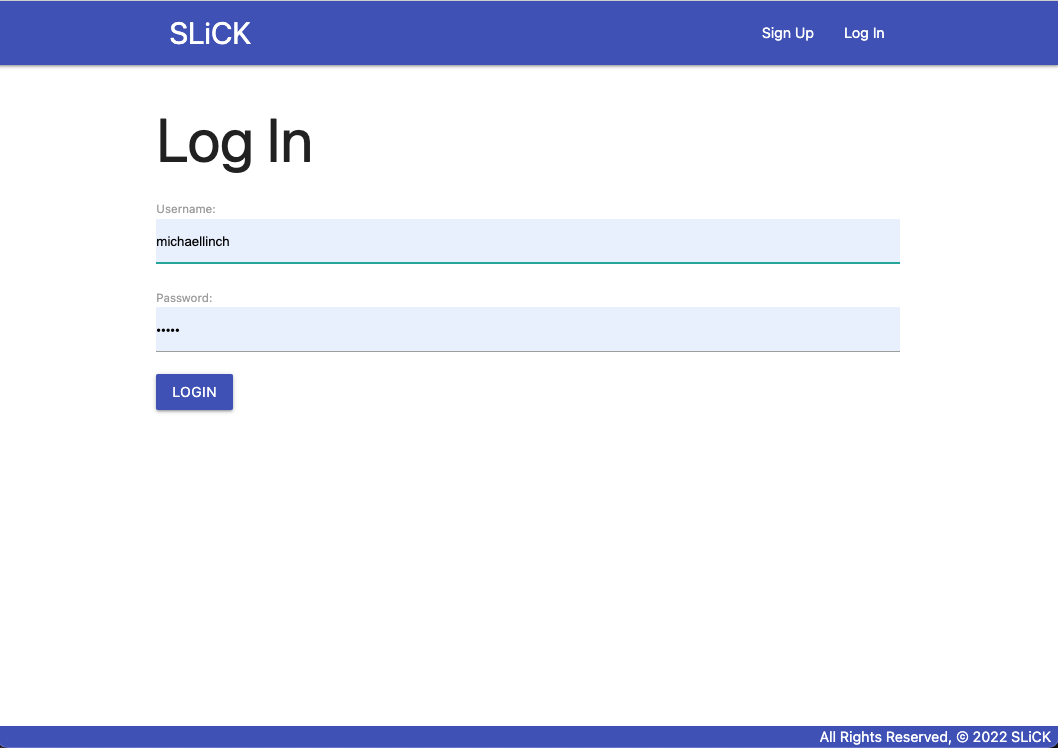 SLiCK
Sign Up
Log In
Log In
Username:
michaellinch
Password:
•••••
LOGIN
All Rights Reserved, © 2022 SLiCK